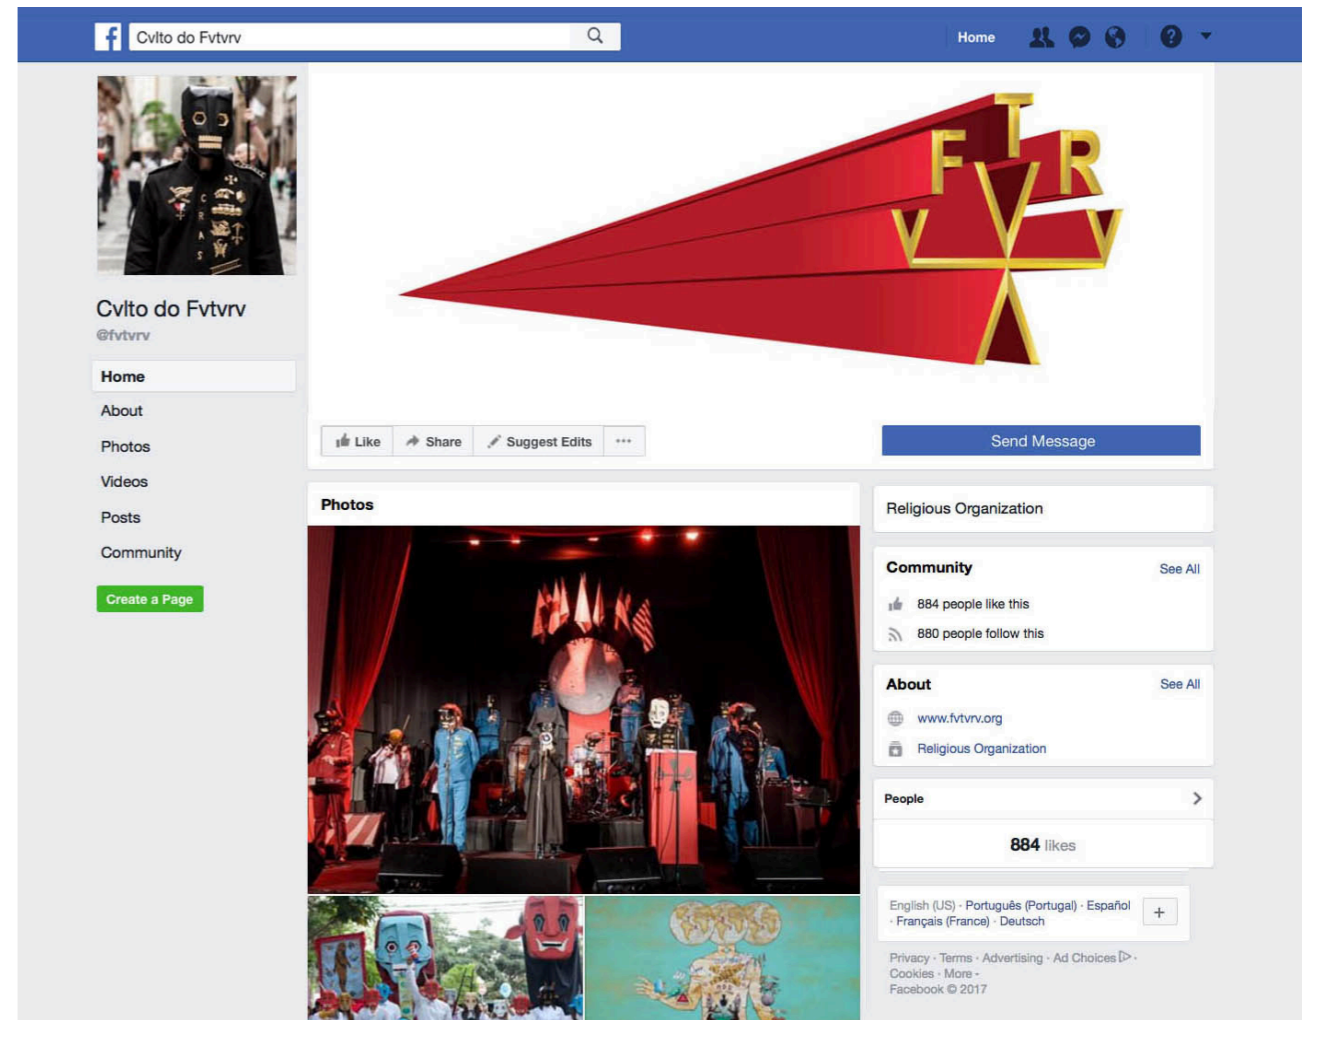 Cvlto do Fvtvrv
Home
?
F T R
V V V
C
R
A
S
Cvlto do Fvtvrv
@fvtvrv
Home
About
Photos
Videos
Posts
Community
Create a Page
Like Share Suggest Edits ...
Send Message
Photos
Religious Organization
Community See All
884 people like this
880 people follow this
About See All
www.fvtvrv.org
Religious Organization
People
884 likes
English (US) · Português (Portugal) · Español
· Français (France) · Deutsch
+
Privacy · Terms · Advertising · Ad Choices ·
Cookies · More -
Facebook © 2017